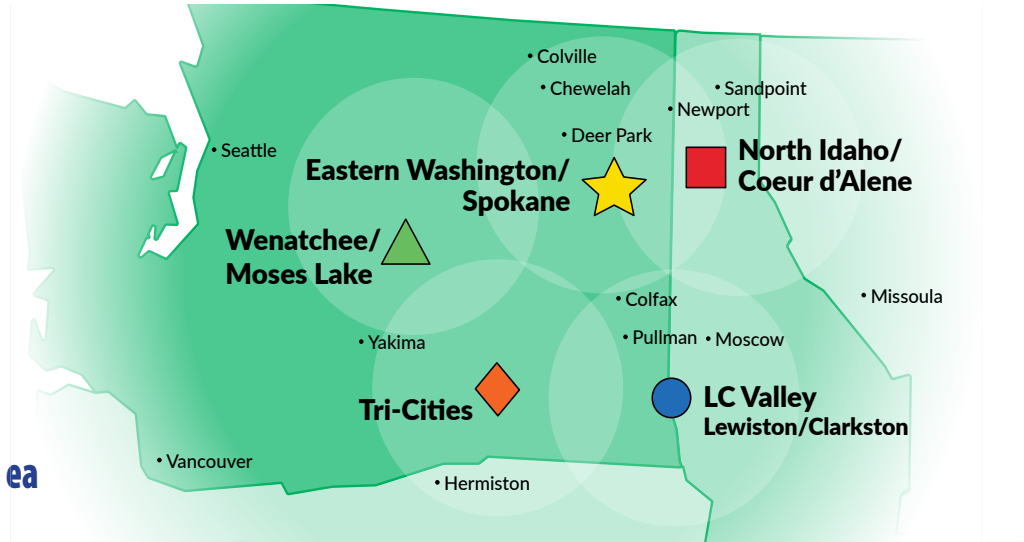 Colville
Chewelah
Sandpoint
Newport
Deer Park
Seattle
North Idaho/
Coeur d'Alene
Eastern Washington/
Spokane
Wenatchee/
Moses Lake
Colfax
Missoula
Pullman
Moscow
Yakima
LC Valley
Lewiston/Clarkston
Tri-Cities
Vancouver
ea
Hermiston